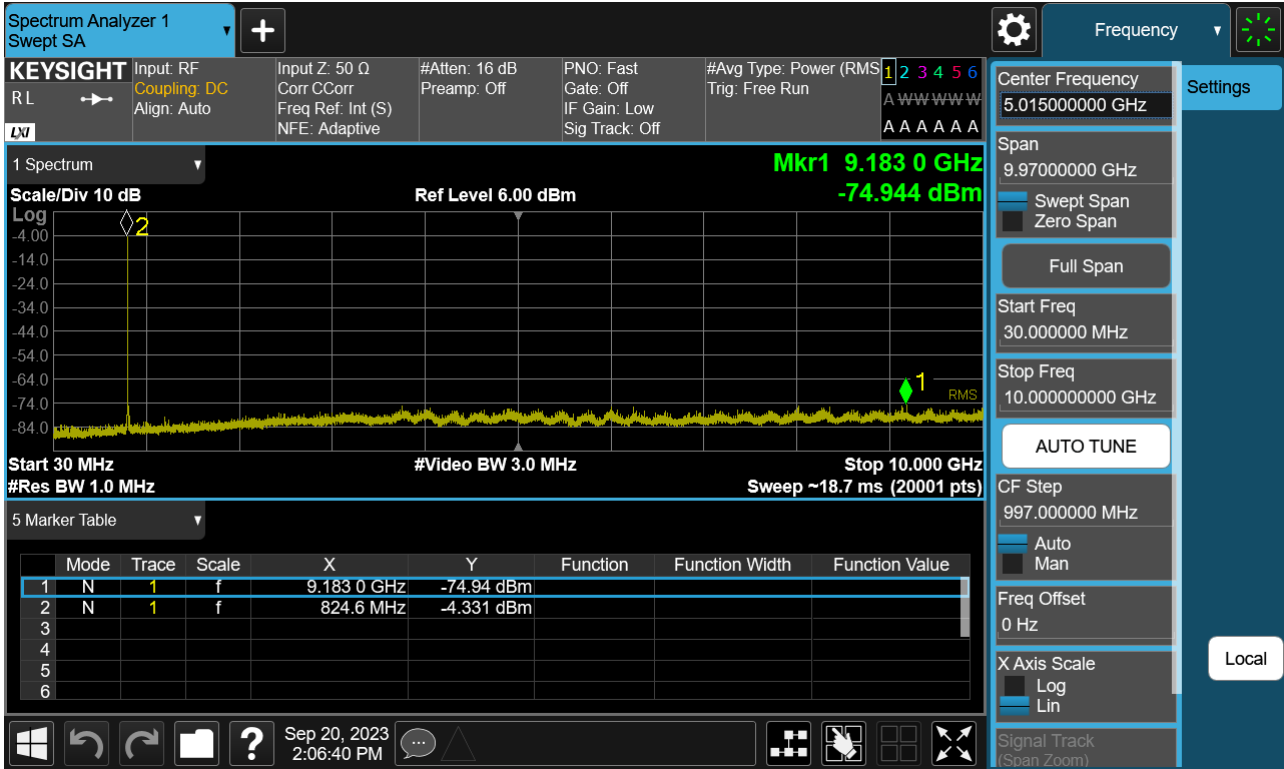 Spectrum Analyzer 1
Swept SA
Frequency
KEYSIGHT
R L
LXI
Input: RF
Coupling: DC
Align: Auto
Input Z: 50 Ω
Corr CCorr
Freq Ref: Int (S)
NFE: Adaptive
#Atten: 16 dB
Preamp: Off
PNO: Fast
Gate: Off
IF Gain: Low
Sig Track: Off
#Avg Type: Power (RMS
Trig: Free Run
1 2 3 4 5 6
A W W W W W
A A A A A A
1 Spectrum
Mkr1 9.183 0 GHz
Scale/Div 10 dB
Ref Level 6.00 dBm
-74.944 dBm
Log
2
-4.00
-14.0
-24.0
-34.0
-44.0
-54.0
-64.0
1
RMS
-74.0
-84.0
Start 30 MHz
#Video BW 3.0 MHz
Stop 10.000 GHz
#Res BW 1.0 MHz
Sweep ~18.7 ms (20001 pts)
5 Marker Table
Mode Trace Scale X Y Function Function Width Function Value
1 N 1 f 9.183 0 GHz -74.94 dBm
2 N 1 f 824.6 MHz -4.331 dBm
3
4
5
6
Sep 20, 2023
2:06:40 PM
?
Center Frequency
5.015000000 GHz
Span
9.97000000 GHz
Swept Span
Zero Span
Full Span
Start Freq
30.000000 MHz
Stop Freq
10.000000000 GHz
AUTO TUNE
CF Step
997.000000 MHz
Auto
Man
Freq Offset
0 Hz
X Axis Scale
Log
Lin
Signal Track
(Span Zoom)
Settings
Local